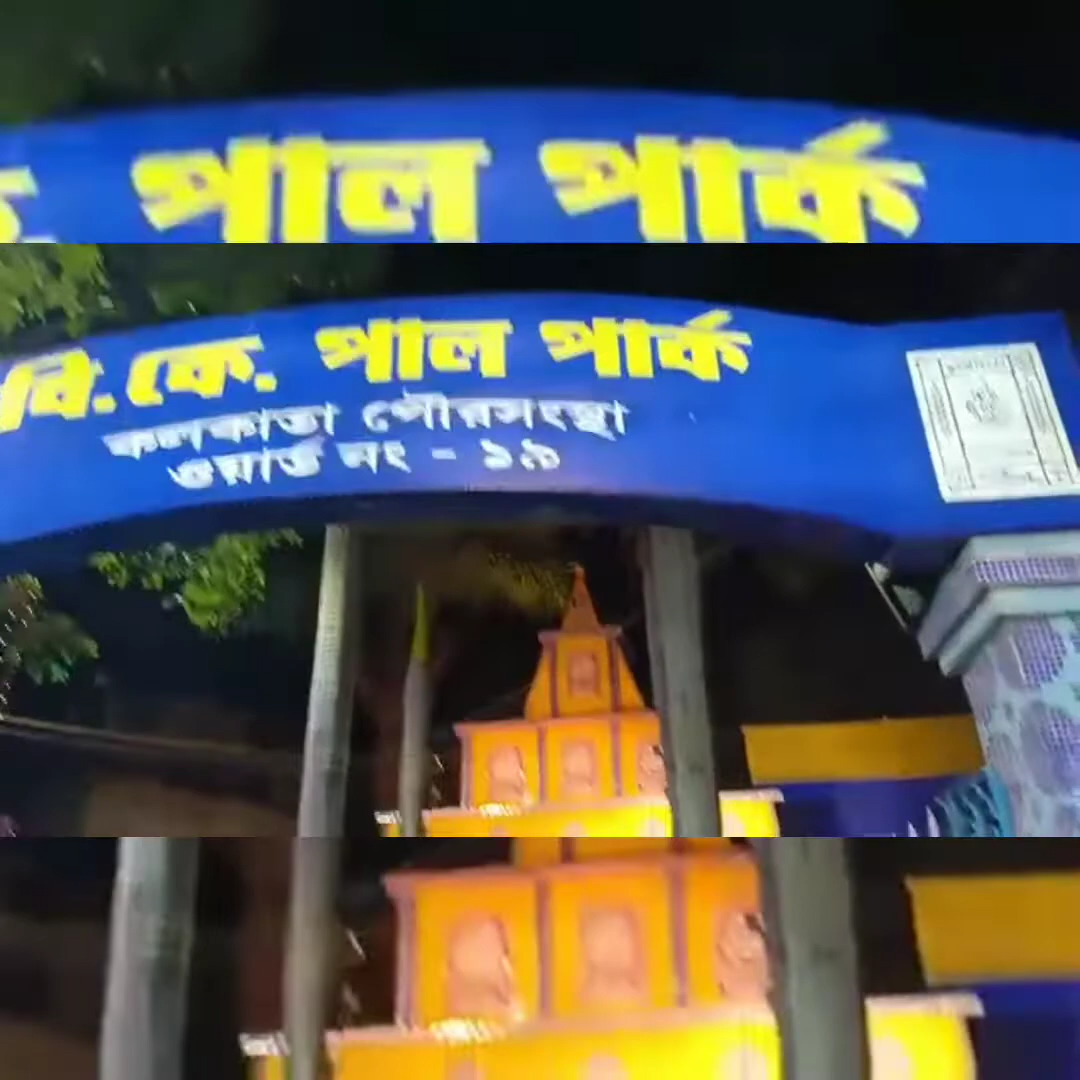 পাল পার্ক
বি.কে. পাল পার্ক
কলকাতা পৌরসংস্থা
ওয়ার্ড নং - ১৯